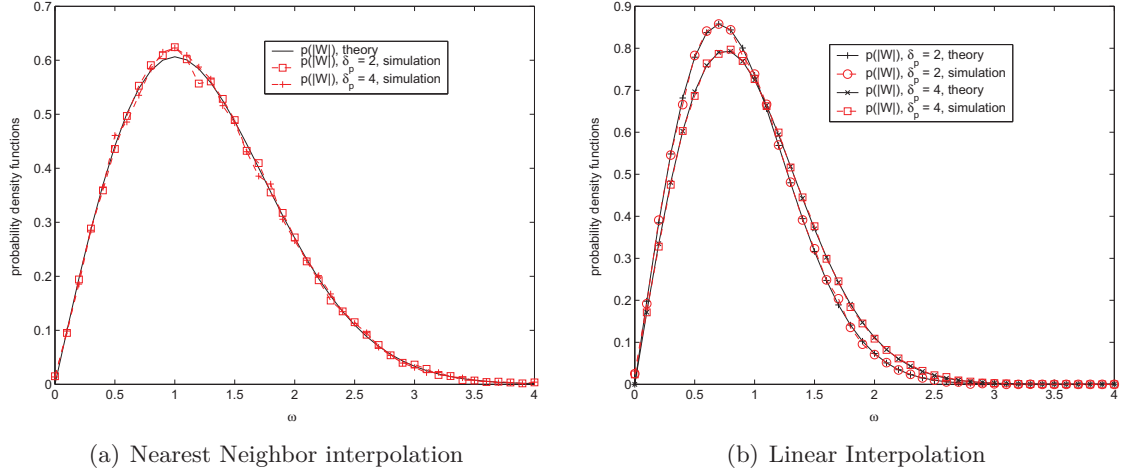 0.7
0.6
0.5
0.4
0.3
0.2
0.1
0
probability density functions
p(|W|), theory
p(|W|), δp = 2, simulation
p(|W|), δp = 4, simulation
0 0.5 1 1.5 2 2.5 3 3.5 4
ω
(a) Nearest Neighbor interpolation
0.9
0.8
0.7
0.6
0.5
0.4
0.3
0.2
0.1
0
probability density functions
p(|W|), δp = 2, theory
p(|W|), δp = 2, simulation
p(|W|), δp = 4, theory
p(|W|), δp = 4, simulation
0 0.5 1 1.5 2 2.5 3 3.5 4
ω
(b) Linear Interpolation